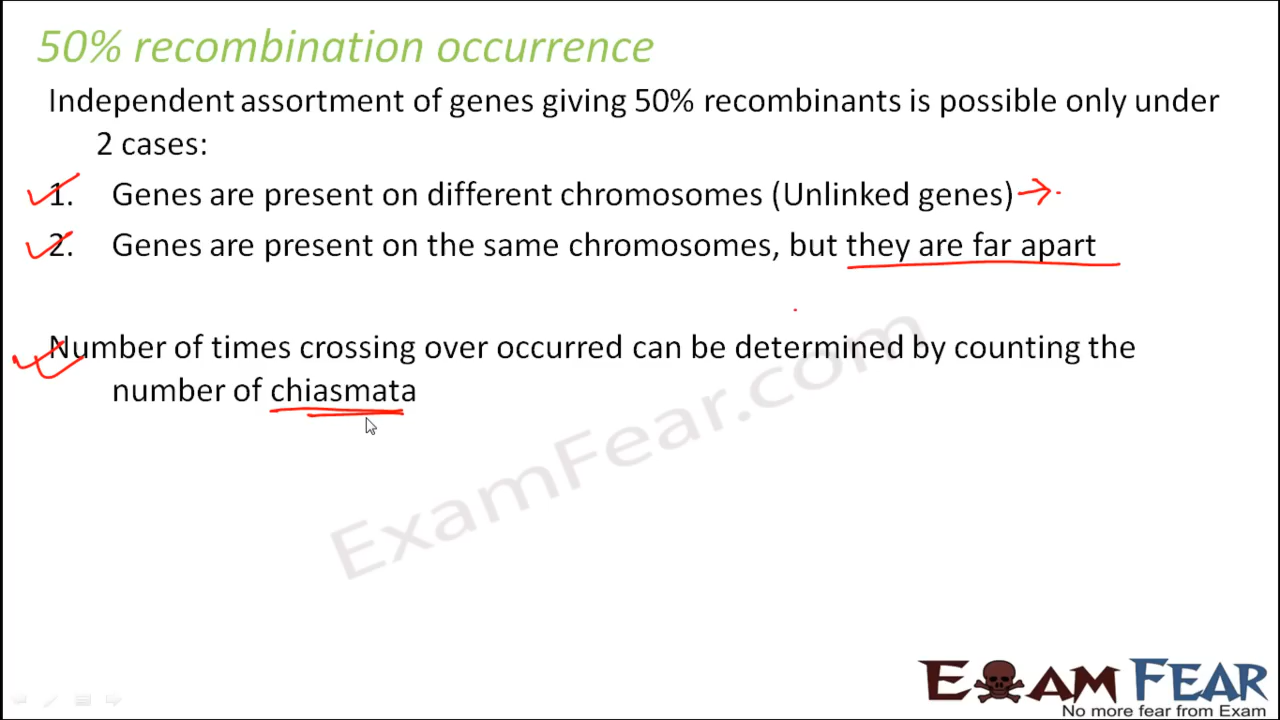 50% recombination occurrence
Independent assortment of genes giving 50% recombinants is possible only under
2 cases:
1. Genes are present on different chromosomes (Unlinked genes)
2. Genes are present on the same chromosomes, but they are far apart
Number of times crossing over occurred can be determined by counting the
number of chiasmata
ExamFear.com
EXAM FEAR
No more fear from Exam